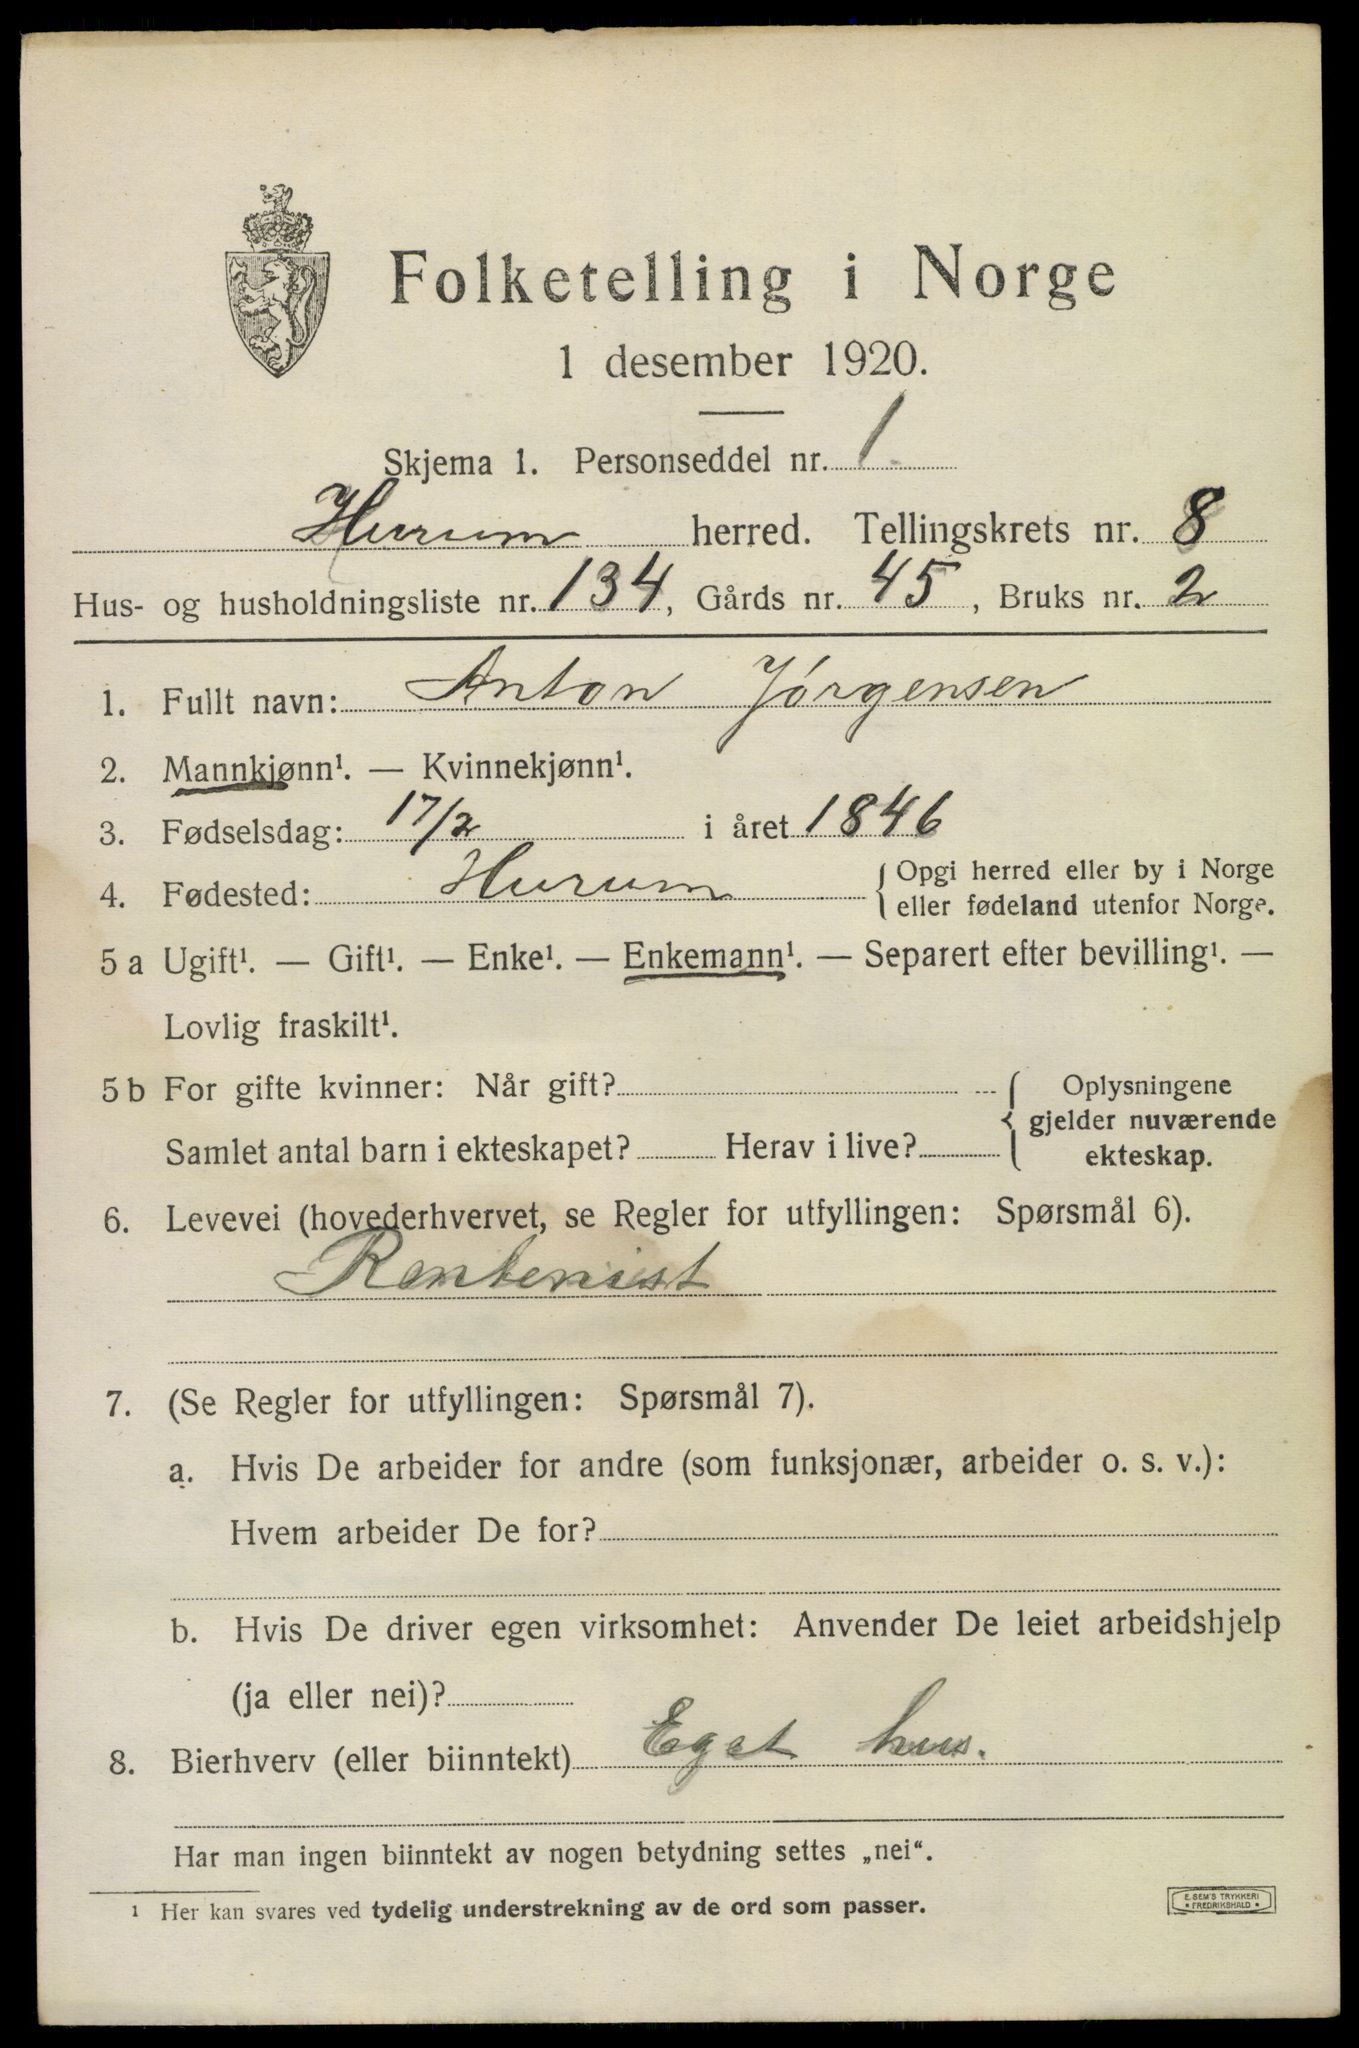 Folketelling i Norge
1 desember 1920.
Skjema 1. Personseddel nr. 1.
Hurum herred. Tellingskrets nr. 8
Hus- og husholdningsliste nr. 134, Gårds nr. 45, Bruks nr. 2
1. Fullt navn: Anton Jørgensen
2. Mannkjønn¹. — Kvinnekjønn¹.
3. Fødselsdag: 17/2 i året 1846
4. Fødested: Hurum { Opgi herred eller by i Norge
eller fødeland utenfor Norge.
5 a Ugift¹. — Gift¹. — Enke¹. — Enkemann¹. — Separert efter bevilling¹. —
Lovlig fraskilt¹.
5 b For gifte kvinner: Når gift? { Oplysningene
gjelder nuværende
Samlet antal barn i ekteskapet? Herav i live? ekteskap.
6. Levevei (hovederhvervet, se Regler for utfyllingen: Spørsmål 6).
Rentenist
7. (Se Regler for utfyllingen: Spørsmål 7).
a. Hvis De arbeider for andre (som funksjonær, arbeider o. s. v.):
Hvem arbeider De for?
b. Hvis De driver egen virksomhet: Anvender De leiet arbeidshjelp
(ja eller nei)?
8. Bierhverv (eller biinntekt) Eget hus.
Har man ingen biinntekt av nogen betydning settes „nei“.
¹ Her kan svares ved tydelig understrekning av de ord som passer.
E. SEM'S TRYKKERI
* FREDRIKSHALD *